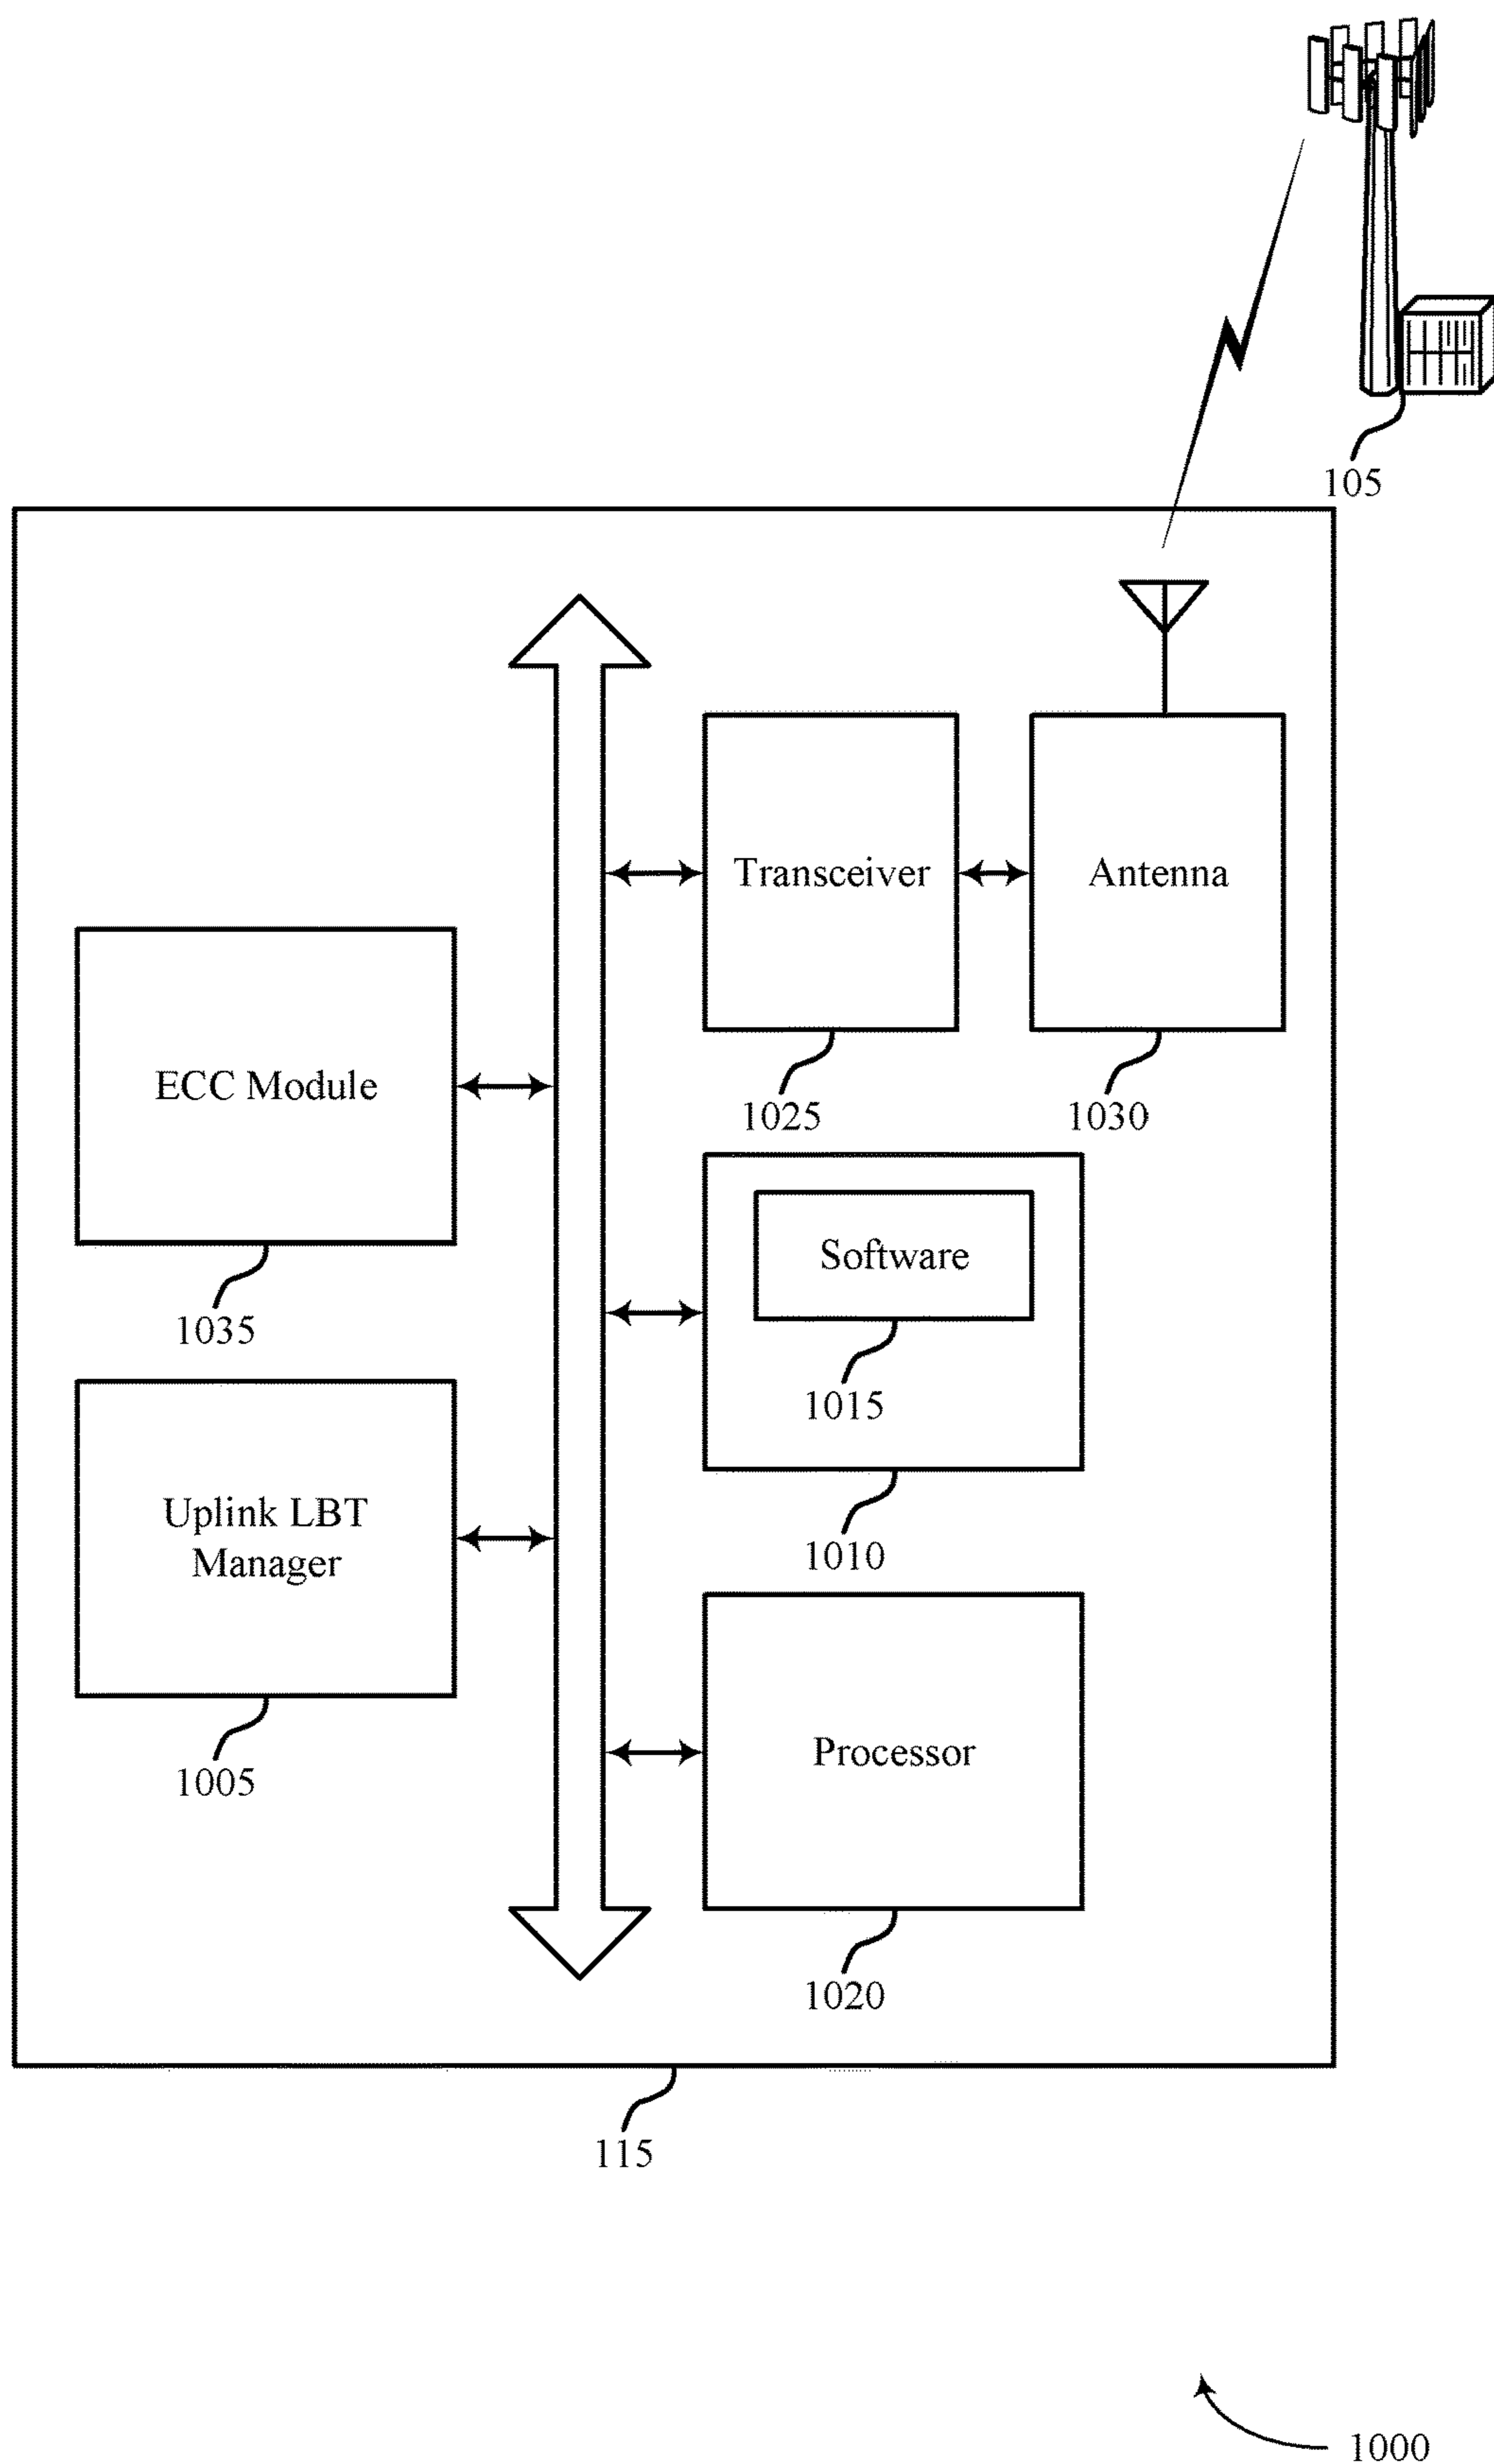 105
Transceiver
Antenna
1025
1030
ECC Module
1035
Software
1015
1010
Uplink LBT
Manager
1005
Processor
1020
115
1000